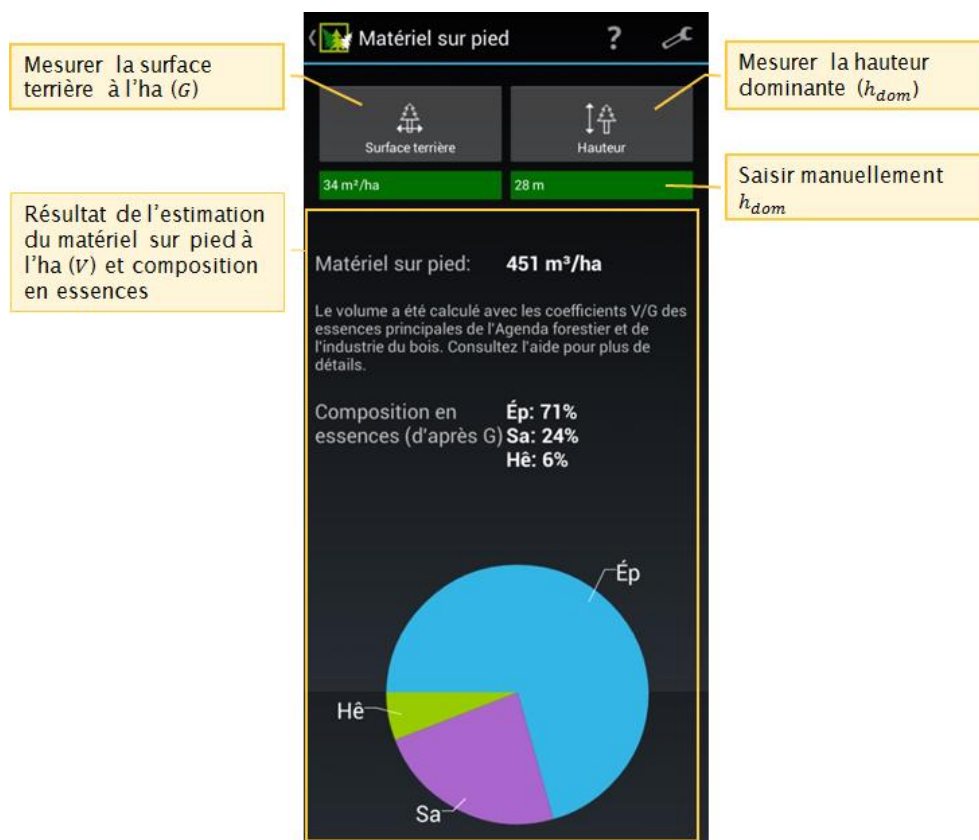 Matériel sur pied
?
Mesurer la surface
terrière à l'ha (G)
Mesurer la hauteur
dominante (h_dom)
Surface terrière
Hauteur
34 m²/ha
28 m
Saisir manuellement
h_dom
Résultat de l'estimation
du matériel sur pied à
l'ha (V) et composition
en essences
Matériel sur pied: 451 m³/ha
Le volume a été calculé avec les coefficients V/G des
essences principales de l'Agenda forestier et de
l'industrie du bois. Consultez l'aide pour plus de
détails.
Composition en Ép: 71%
essences (d'après G) Sa: 24%
Hê: 6%
Ép
Hê
Sa